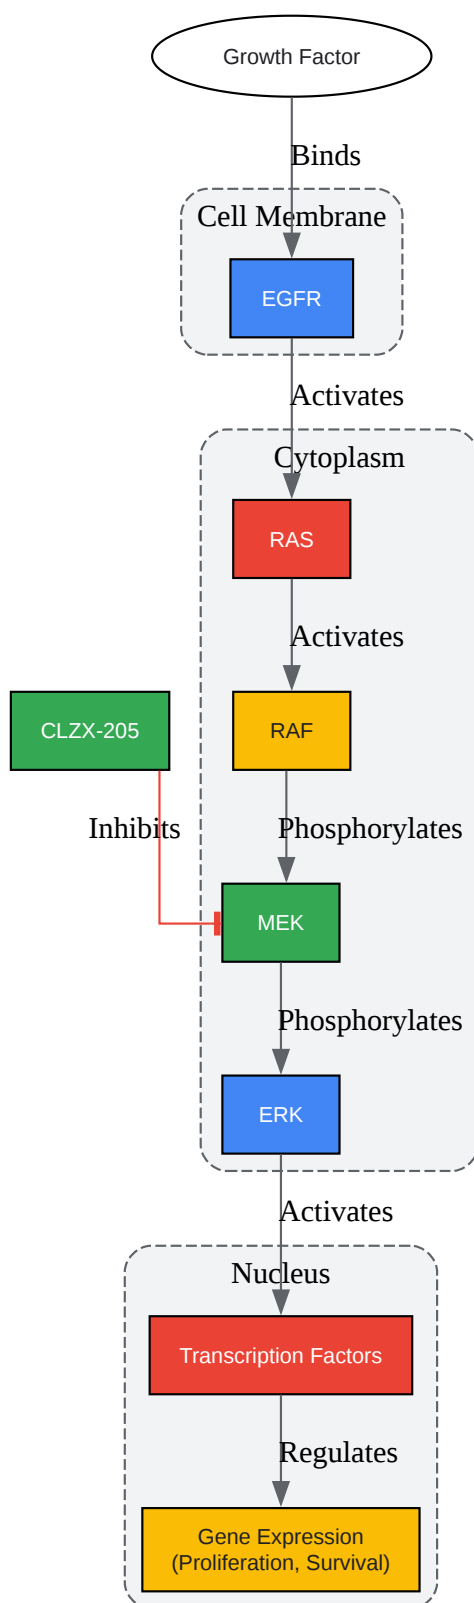 Growth Factor
Binds
Cell Membrane
EGFR
Activates
Cytoplasm
RAS
Activates
CLZX-205
RAF
Inhibits
Phosphorylates
MEK
Phosphorylates
ERK
Activates
Nucleus
Transcription Factors
Regulates
Gene Expression
(Proliferation, Survival)